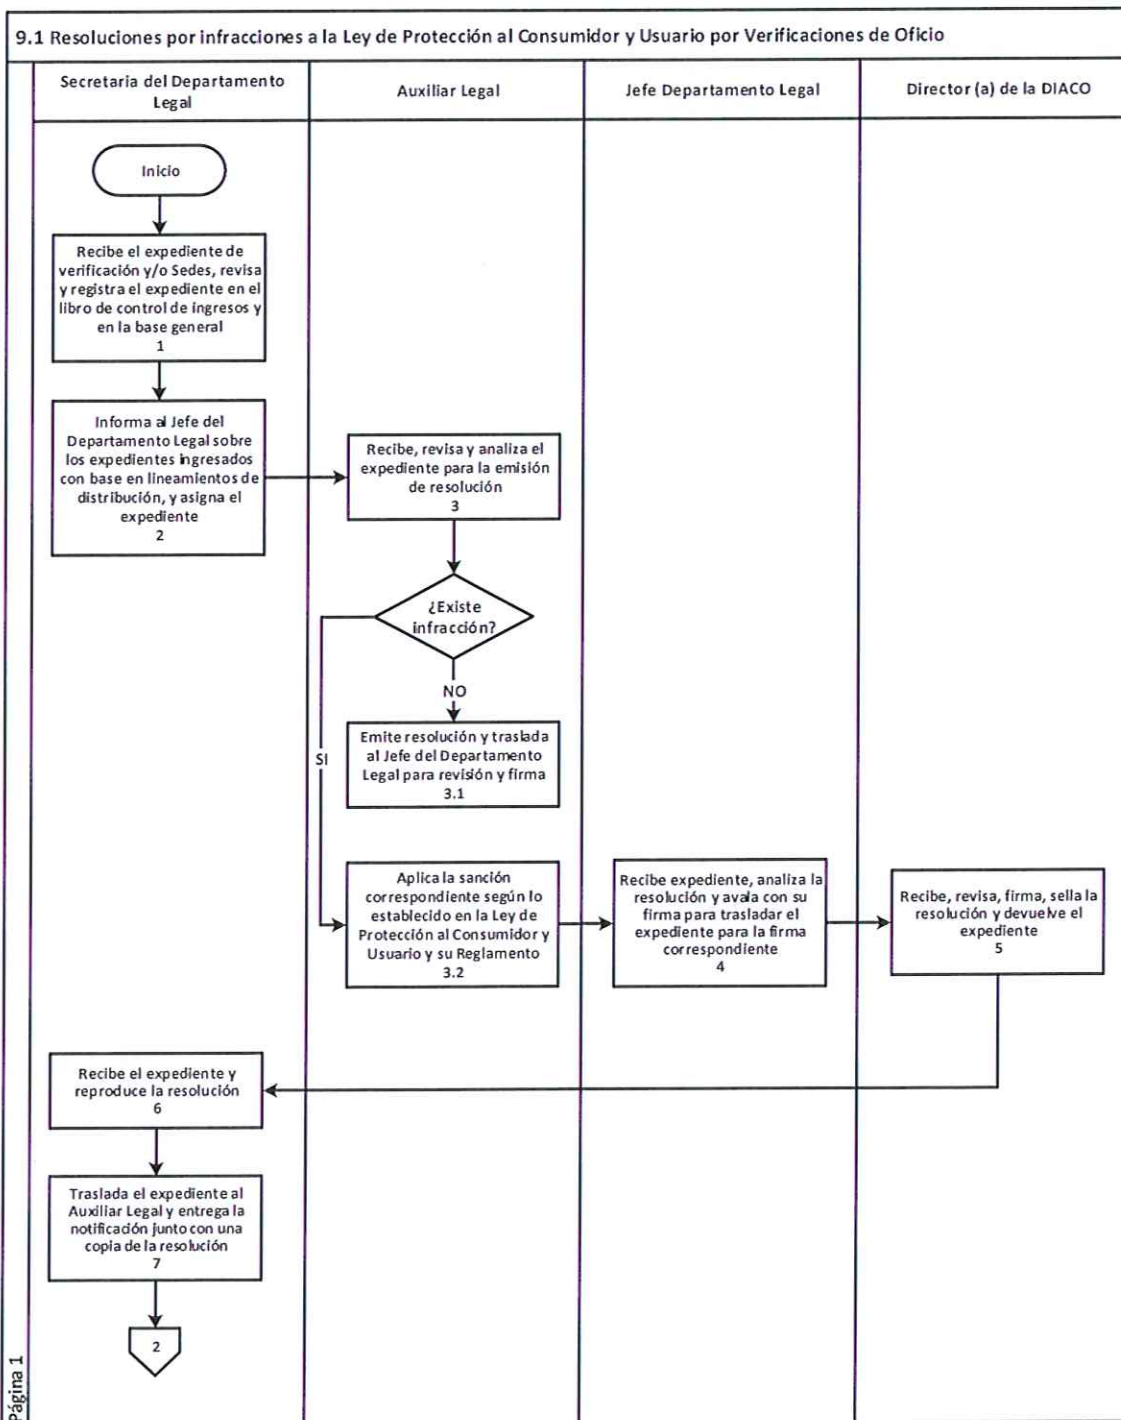 9.1 Resoluciones por infracciones a la Ley de Protección al Consumidor y Usuario por Verificaciones de Oficio
Secretaria del Departamento
Legal
Auxiliar Legal
Jefe Departamento Legal
Director (a) de la DIACO
Inicio
Recibe el expediente de
verificación y/o Sedes, revisa
y registra el expediente en el
libro de control de ingresos y
en la base general
1
Informa al Jefe del
Departamento Legal sobre
los expedientes ingresados
con base en lineamientos de
distribución, y asigna el
expediente
2
Recibe, revisa y analiza el
expediente para la emisión
de resolución
3
¿Existe
infracción?
NO
SI
Emite resolución y traslada
al Jefe del Departamento
Legal para revisión y firma
3.1
Aplica la sanción
correspondiente según lo
establecido en la Ley de
Protección al Consumidor y
Usuario y su Reglamento
3.2
Recibe expediente, analiza la
resolución y avala con su
firma para trasladar el
expediente para la firma
correspondiente
4
Recibe, revisa, firma, sella la
resolución y devuelve el
expediente
5
Recibe el expediente y
reproduce la resolución
6
Traslada el expediente al
Auxiliar Legal y entrega la
notificación junto con una
copia de la resolución
7
2
Página 1